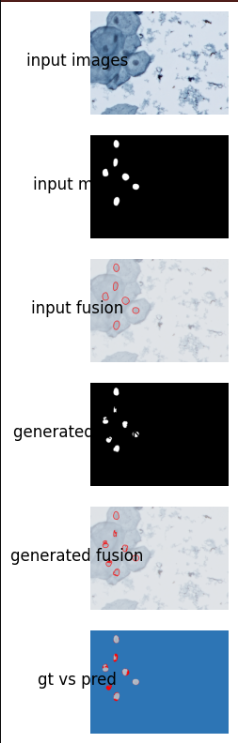 input images
input m
input fusion
generated
generated fusion
gt vs pred